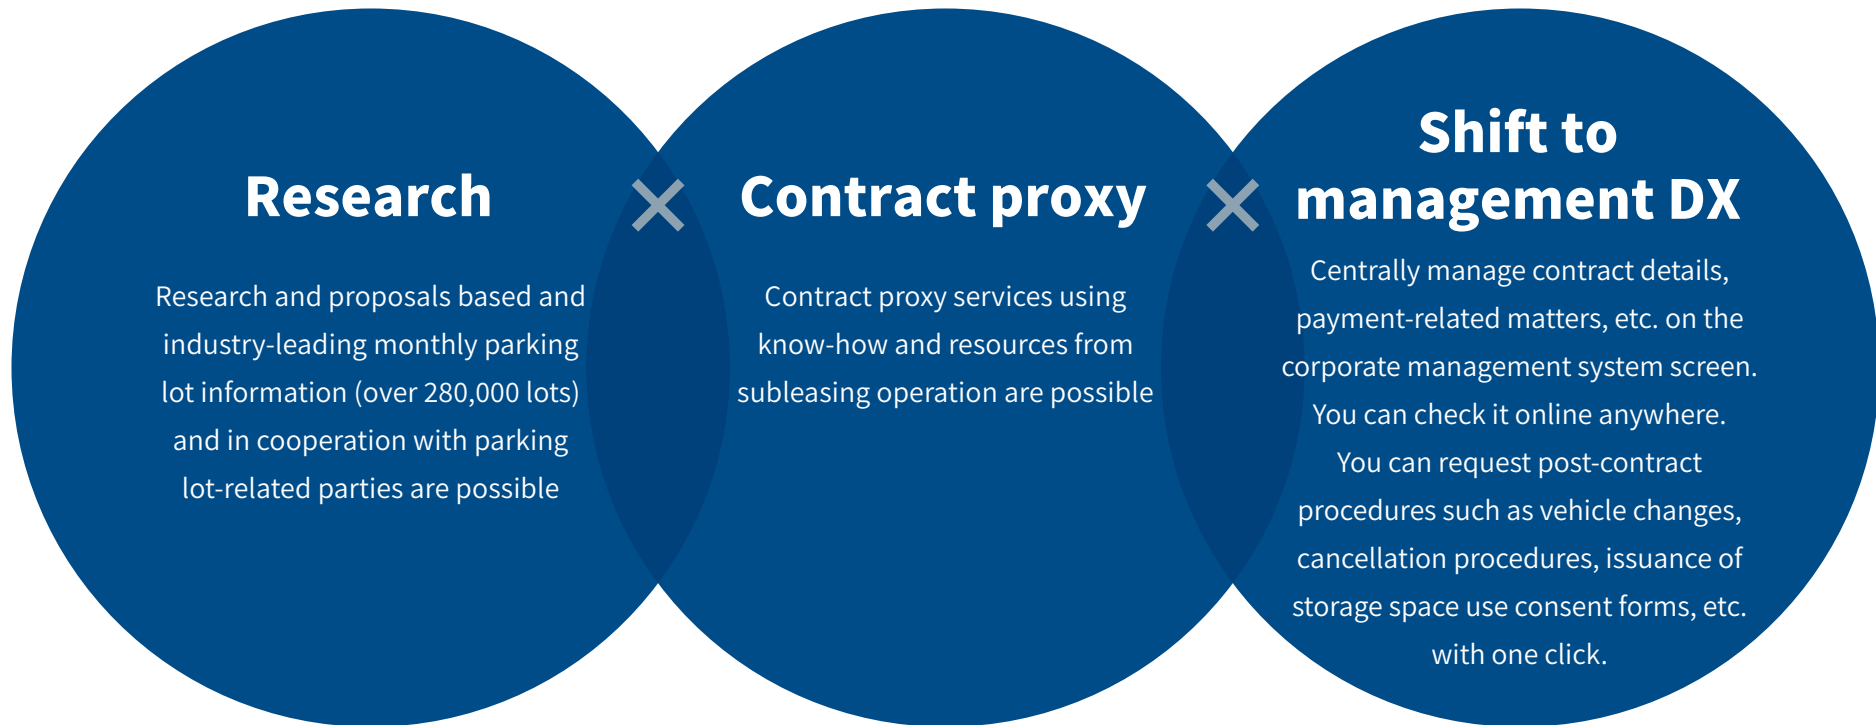 Research
Research and proposals based and
industry-leading monthly parking
lot information (over 280,000 lots)
and in cooperation with parking
lot-related parties are possible
×
Contract proxy
Contract proxy services using
know-how and resources from
subleasing operation are possible
×
Shift to
management DX
Centrally manage contract details,
payment-related matters, etc. on the
corporate management system screen.
You can check it online anywhere.
You can request post-contract
procedures such as vehicle changes,
cancellation procedures, issuance of
storage space use consent forms, etc.
with one click.